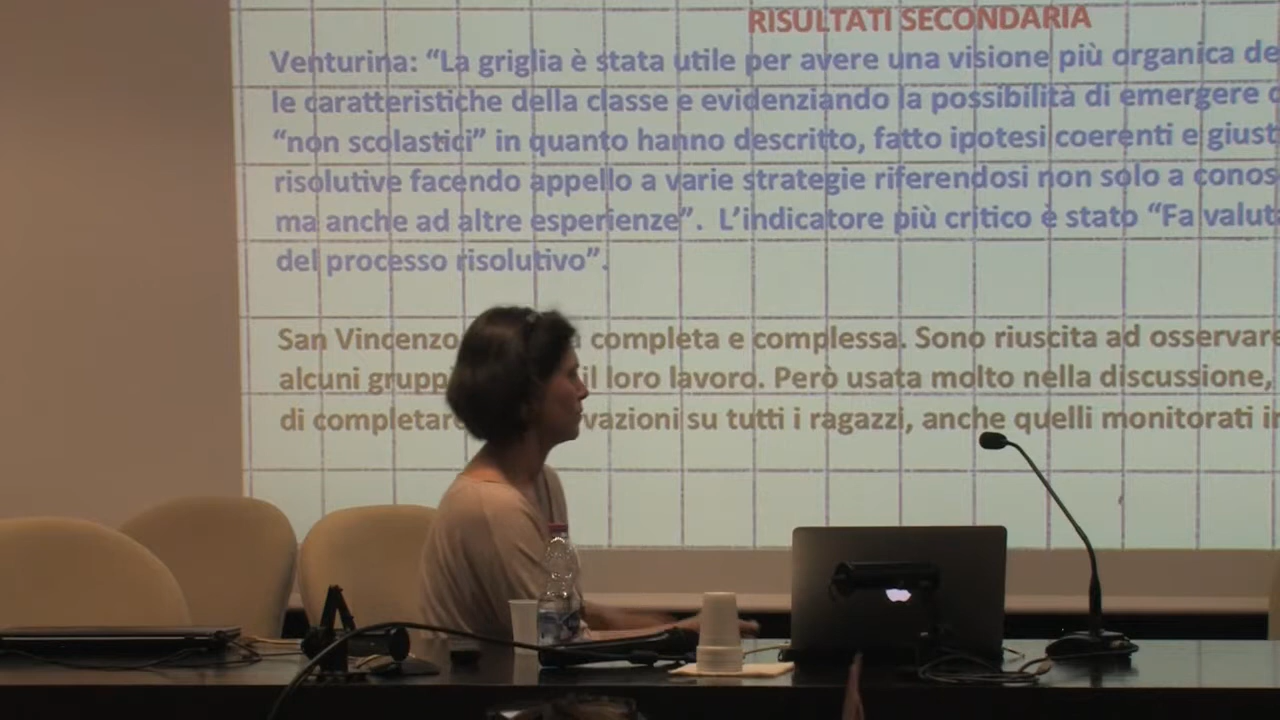 RISULTATI SECONDARIA
Venturina: “La griglia è stata utile per avere una visione più organica de
le caratteristiche della classe e evidenziando la possibilità di emergere
“non scolastici” in quanto hanno descritto, fatto ipotesi coerenti e giust
risolutive facendo appello a varie strategie riferendosi non solo a conos
ma anche ad altre esperienze”. L’indicatore più critico è stato “Fa valut
del processo risolutivo”.
San Vincenzo completa e complessa. Sono riuscita ad osservare
alcuni grupp il loro lavoro. Però usata molto nella discussione,
di completar vazioni su tutti i ragazzi, anche quelli monitorati i